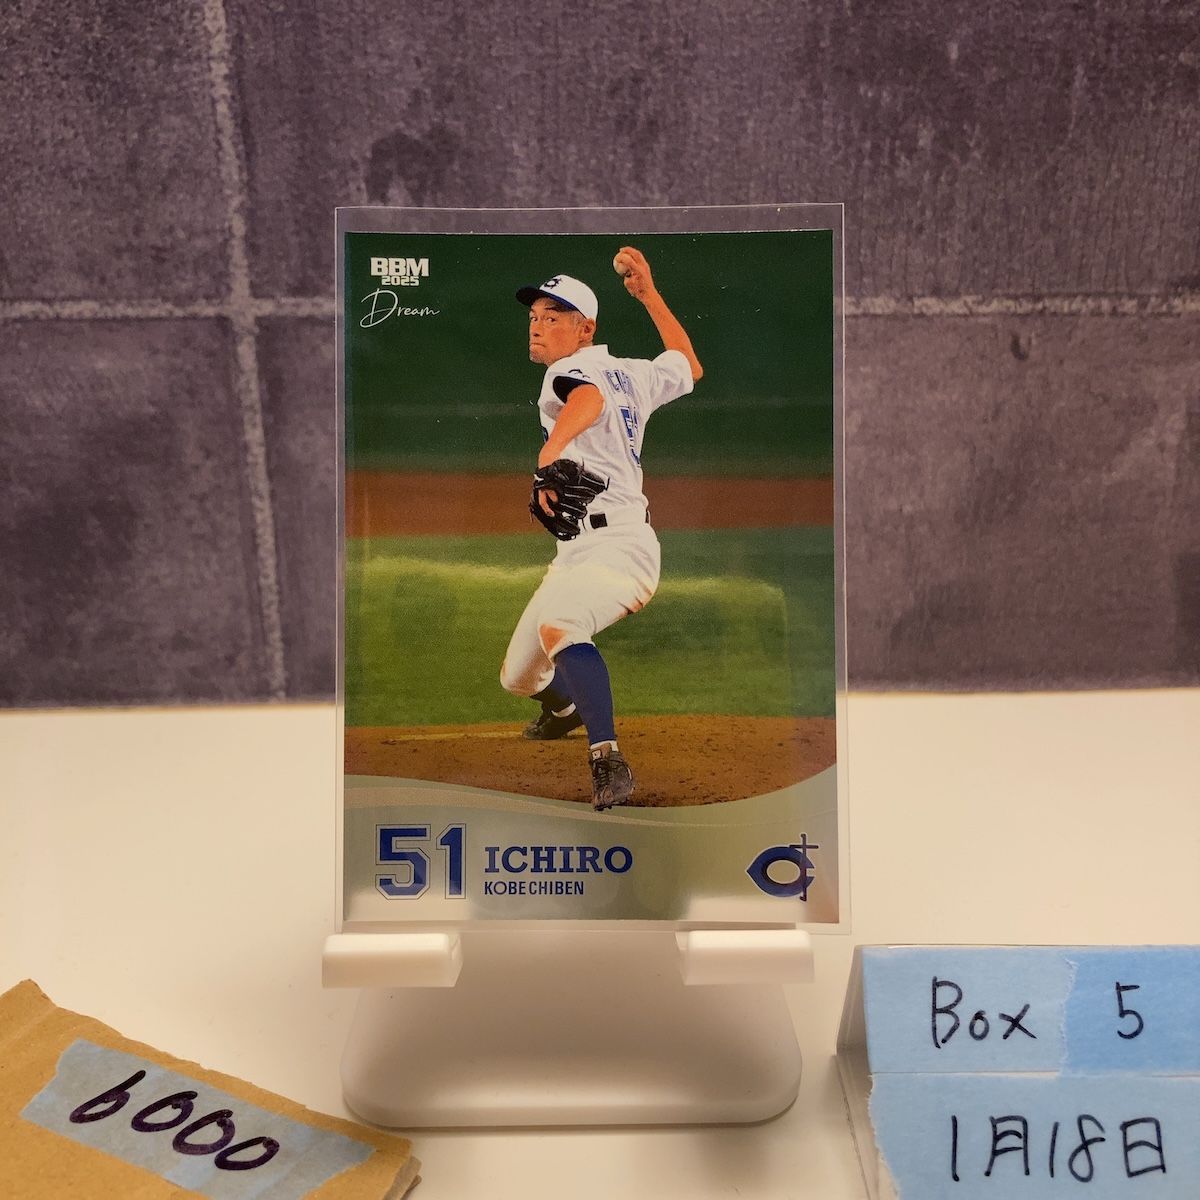 BBM
2025
Dream
51
ICHIRO
KOBE CHIBEN
Box 5
1月18日
6000